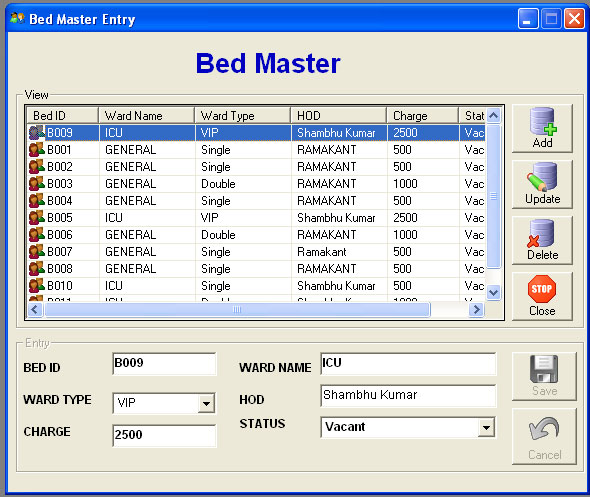 Bed Master Entry
Bed Master
View
Bed ID Ward Name Ward Type HOD Charge Stat
B009 ICU VIP Shambhu Kumar 2500 Vac
B001 GENERAL Single RAMAKANT 500 Vac
B002 GENERAL Single RAMAKANT 500 Vac
B003 GENERAL Double RAMAKANT 1000 Vac
B004 GENERAL Single RAMAKANT 500 Vac
B005 ICU VIP Shambhu Kumar 2500 Vac
B006 GENERAL Double RAMAKANT 1000 Vac
B007 GENERAL Single Ramakant 500 Vac
B008 GENERAL Single RAMAKANT 500 Vac
B010 ICU Single Shambhu Kumar 500 Vac
B011 ICU Double Shambhu Kumar 1000 Vac
Add
Update
Delete
STOP
Close
Entry
BED ID B009 WARD NAME ICU
WARD TYPE VIP HOD Shambhu Kumar
CHARGE 2500 STATUS Vacant
Save
Cancel